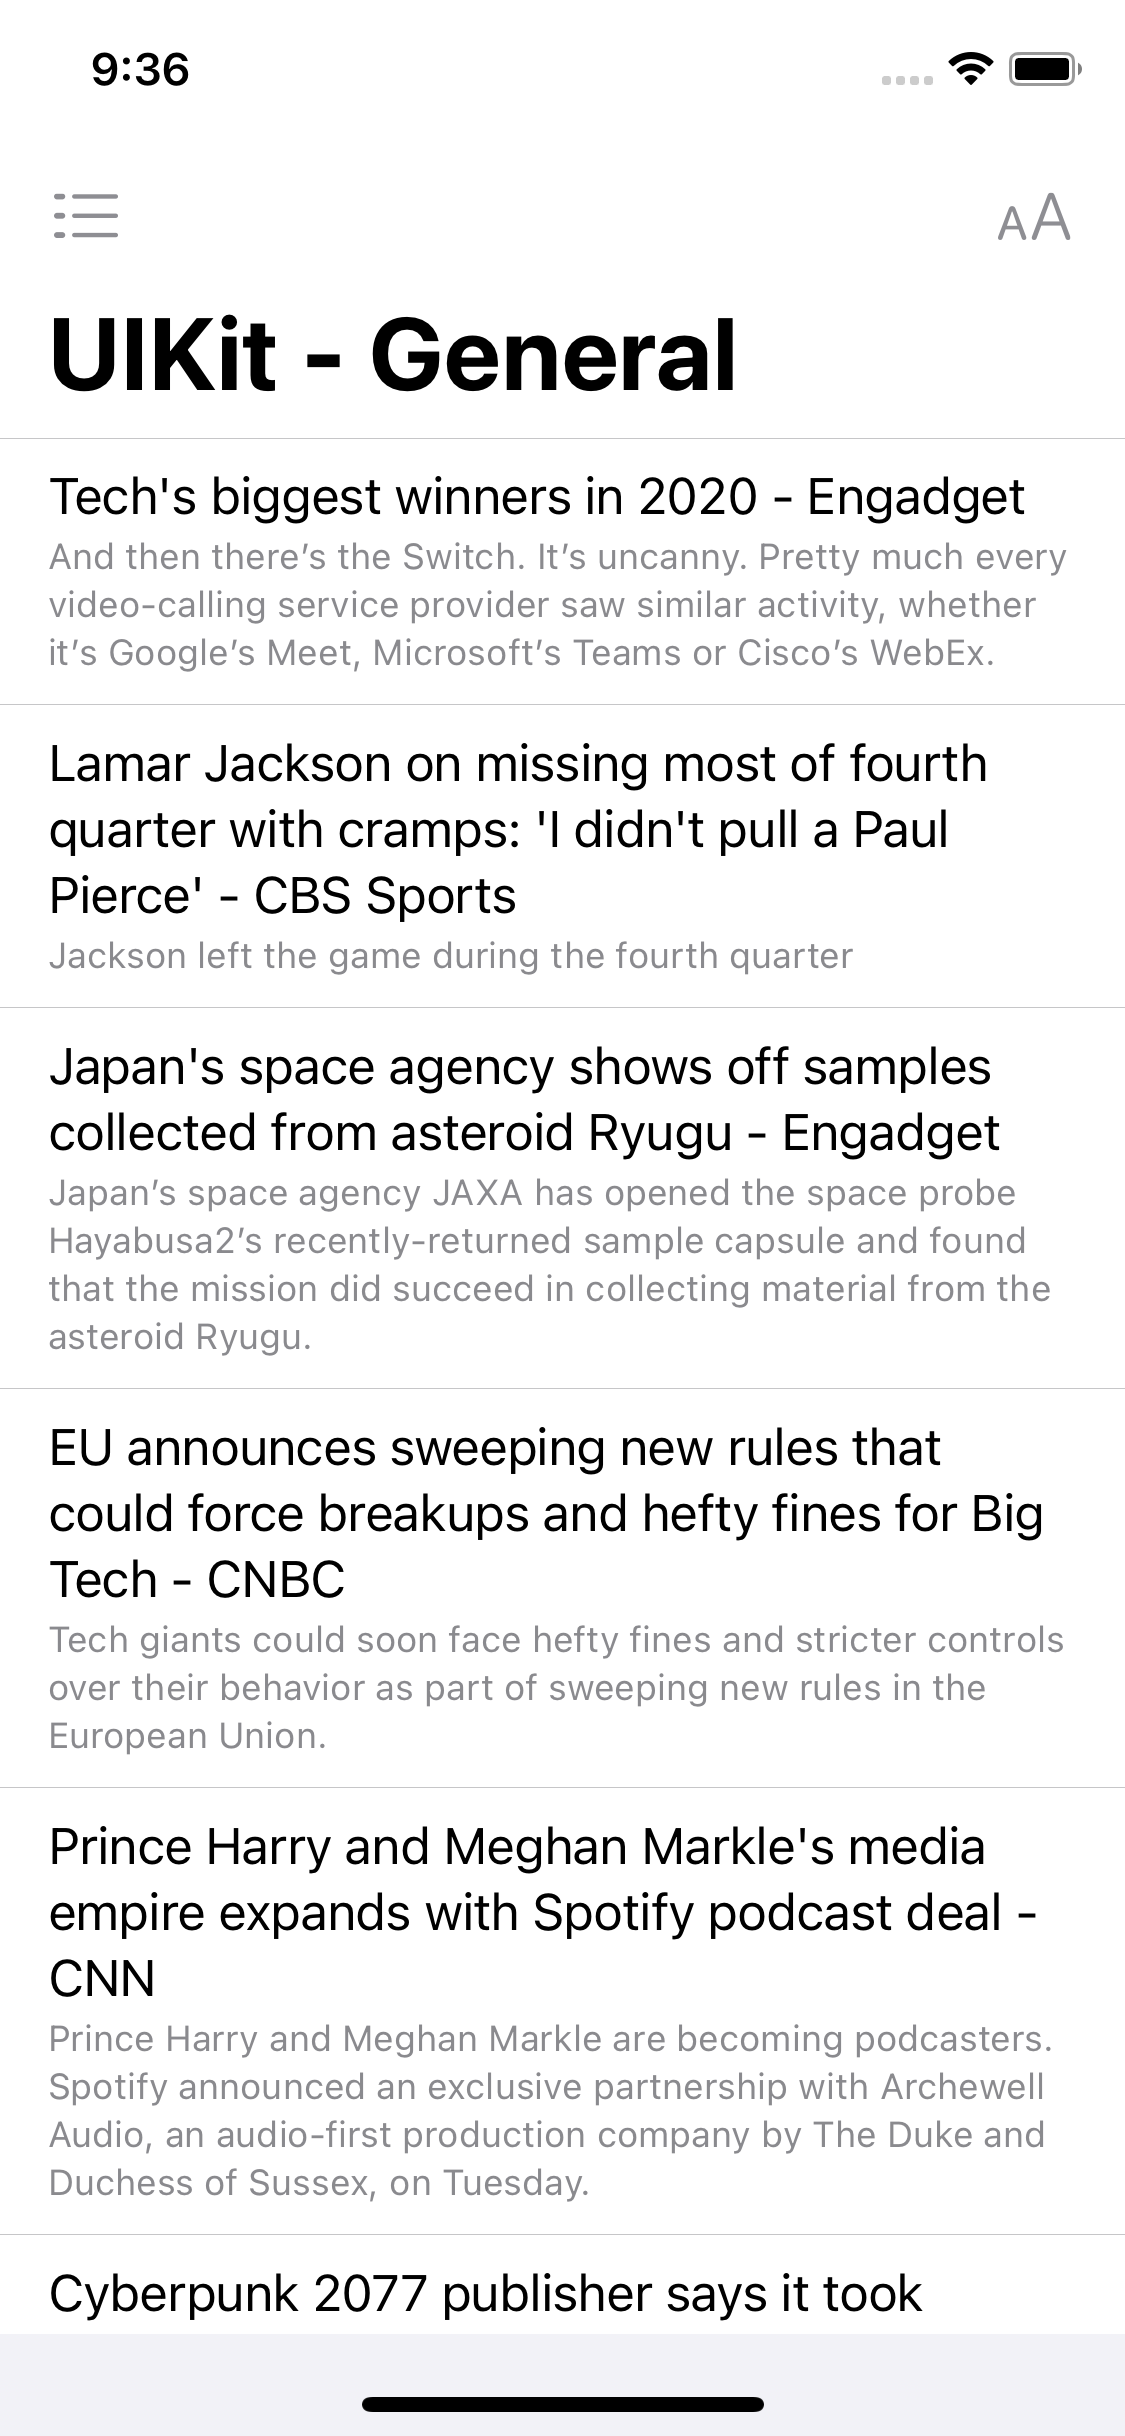 9:36
AA
UIKit - General
Tech's biggest winners in 2020 - Engadget
And then there’s the Switch. It’s uncanny. Pretty much every
video-calling service provider saw similar activity, whether
it’s Google’s Meet, Microsoft’s Teams or Cisco’s WebEx.
Lamar Jackson on missing most of fourth
quarter with cramps: 'I didn't pull a Paul
Pierce' - CBS Sports
Jackson left the game during the fourth quarter
Japan's space agency shows off samples
collected from asteroid Ryugu - Engadget
Japan’s space agency JAXA has opened the space probe
Hayabusa2’s recently-returned sample capsule and found
that the mission did succeed in collecting material from the
asteroid Ryugu.
EU announces sweeping new rules that
could force breakups and hefty fines for Big
Tech - CNBC
Tech giants could soon face hefty fines and stricter controls
over their behavior as part of sweeping new rules in the
European Union.
Prince Harry and Meghan Markle's media
empire expands with Spotify podcast deal -
CNN
Prince Harry and Meghan Markle are becoming podcasters.
Spotify announced an exclusive partnership with Archewell
Audio, an audio-first production company by The Duke and
Duchess of Sussex, on Tuesday.
Cyberpunk 2077 publisher says it took